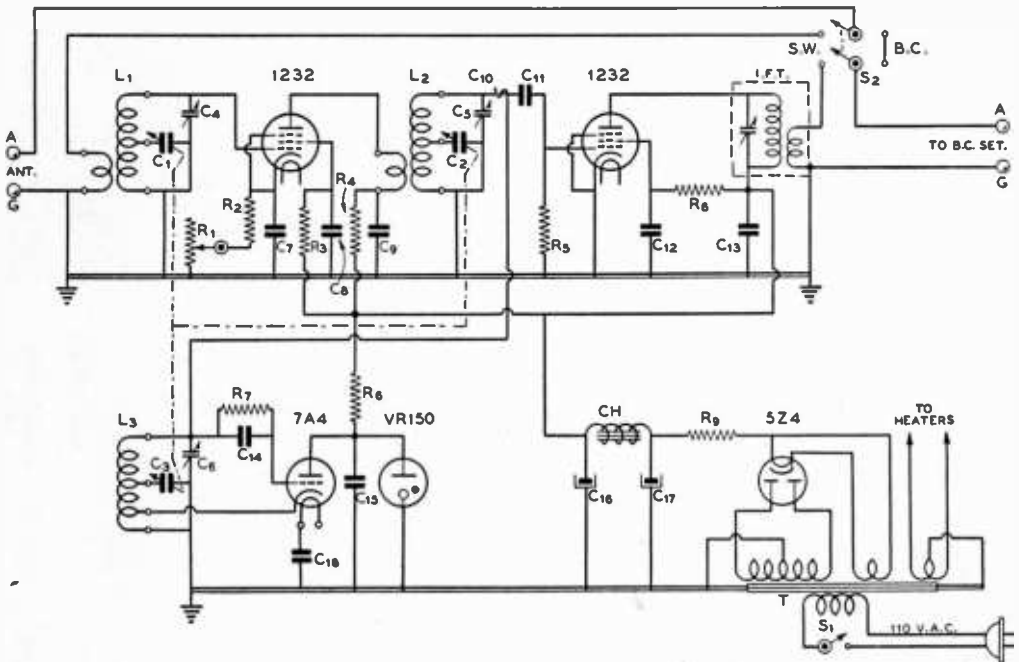 S.W.
B.C.
S2
L1
1232
L2
C10
C11
1232
I.F.T.
A
ANT.
G
C4
C1
C5
C2
A
TO B.C. SET.
G
R1
R2
C7
R3
R4
C8
C9
R5
R6
C12
C13
L3
R7
C14
C3
C6
7A4
R6
VR150
C15
C18
CH
R9
5Z4
TO
HEATERS
C16
C17
T
S1
110 V.A.C.